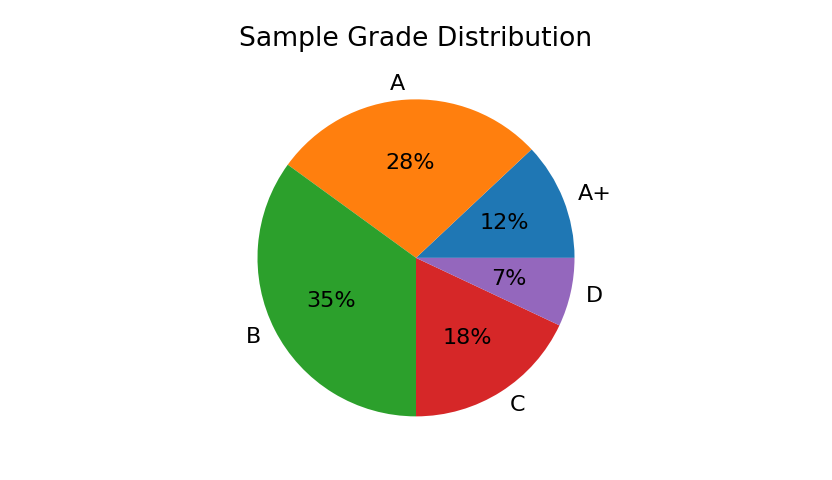 Sample Grade Distribution
A
28%
A+
12%
35%
7%
D
B
18%
C